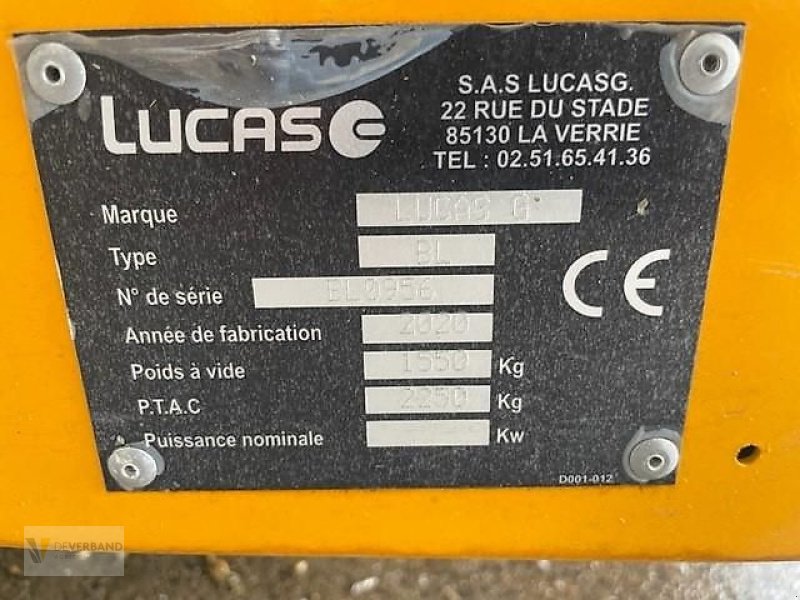 LUCAS G
S.A.S LUCASG.
22 RUE DU STADE
85130 LA VERRIE
TEL : 02.51.65.41.36
Marque LUCAS G
Type BL
N° de série BL0956
Année de fabrication 2020
Poids à vide 1550 Kg
P.T.A.C 2250 Kg
Puissance nominale Kw
CE
D001-012
DEVERBAND